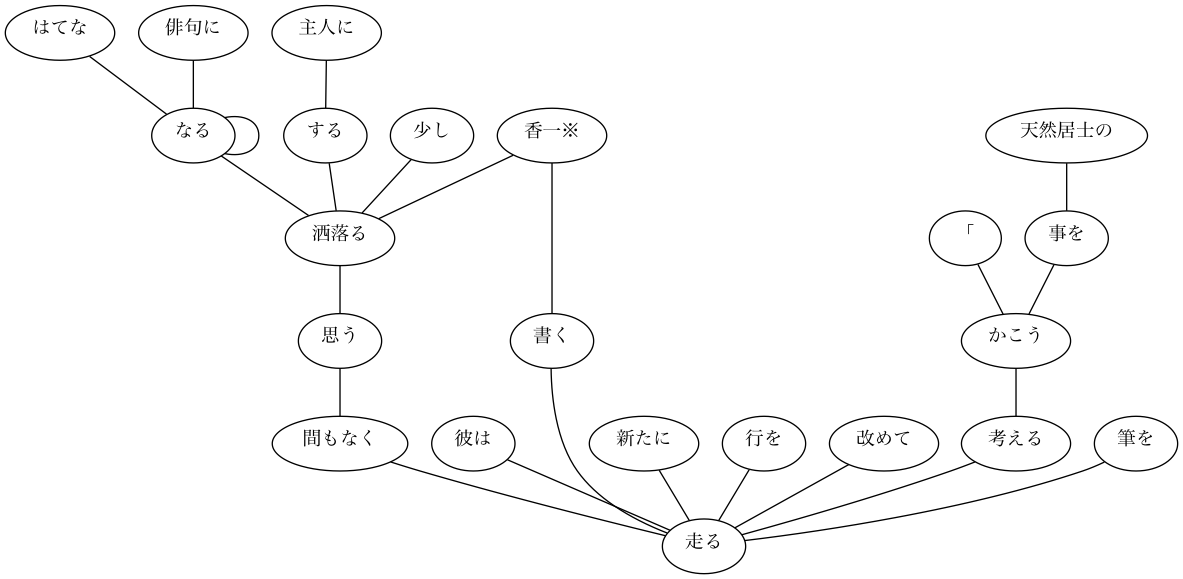 はてな
俳句に
主人に
なる
する
少し
香一※
天然居士の
洒落る
「
事を
思う
書く
かこう
間もなく
彼は
新たに
行を
改めて
考える
筆を
走る